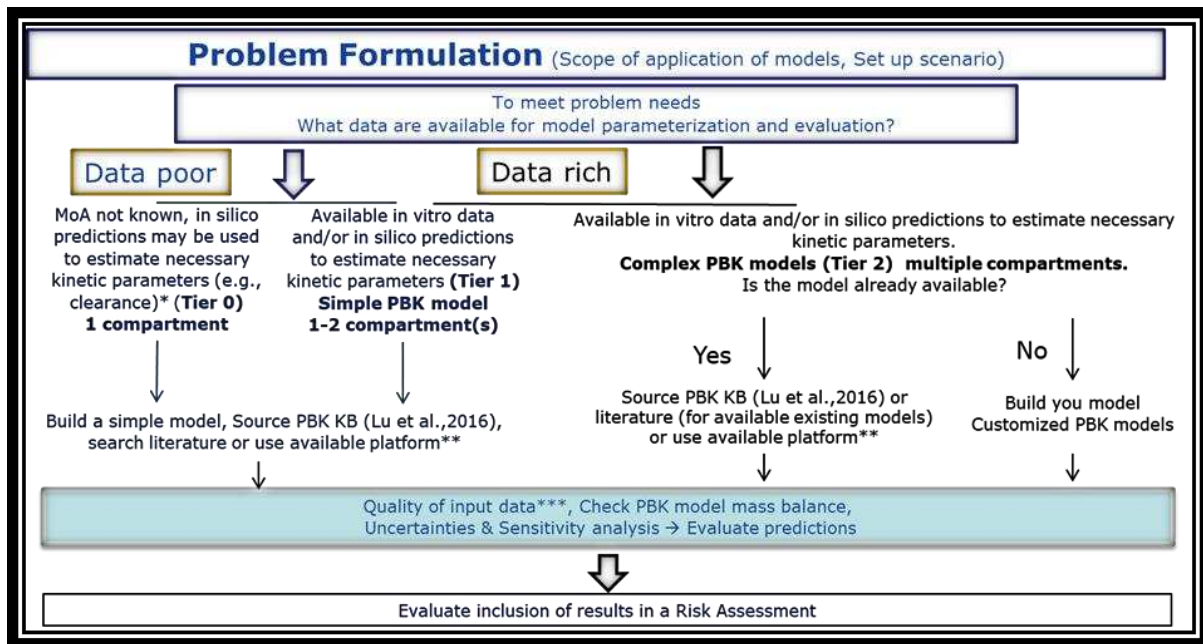 Problem Formulation (Scope of application of models, Set up scenario)
To meet problem needs
What data are available for model parameterization and evaluation?
Data poor
Data rich
MoA not known, in silico
predictions may be used
to estimate necessary
kinetic parameters (e.g.,
clearance)* (Tier 0)
1 compartment
Available in vitro data
and/or in silico predictions
to estimate necessary
kinetic parameters (Tier 1)
Simple PBK model
1-2 compartment(s)
Available in vitro data and/or in silico predictions to estimate necessary
kinetic parameters.
Complex PBK models (Tier 2) multiple compartments.
Is the model already available?
Yes
No
Build a simple model, Source PBK KB (Lu et al.,2016),
search literature or use available platform**
Source PBK KB (Lu et al.,2016) or
literature (for available existing models)
or use available platform**
Build you model
Customized PBK models
Quality of input data***, Check PBK model mass balance,
Uncertainties & Sensitivity analysis → Evaluate predictions
Evaluate inclusion of results in a Risk Assessment